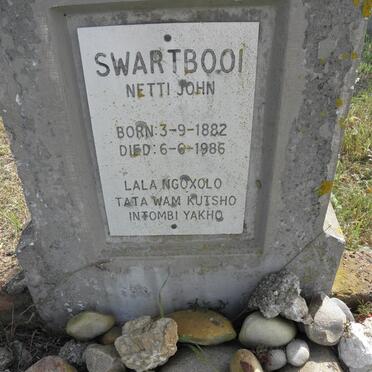 SWARTBOOI
NETTI JOHN
BORN: 3-9-1882
DIED: 6-6-1986
LALA NGOXOLO
TATA WAM KUTSHO
INTOMBI YAKHO